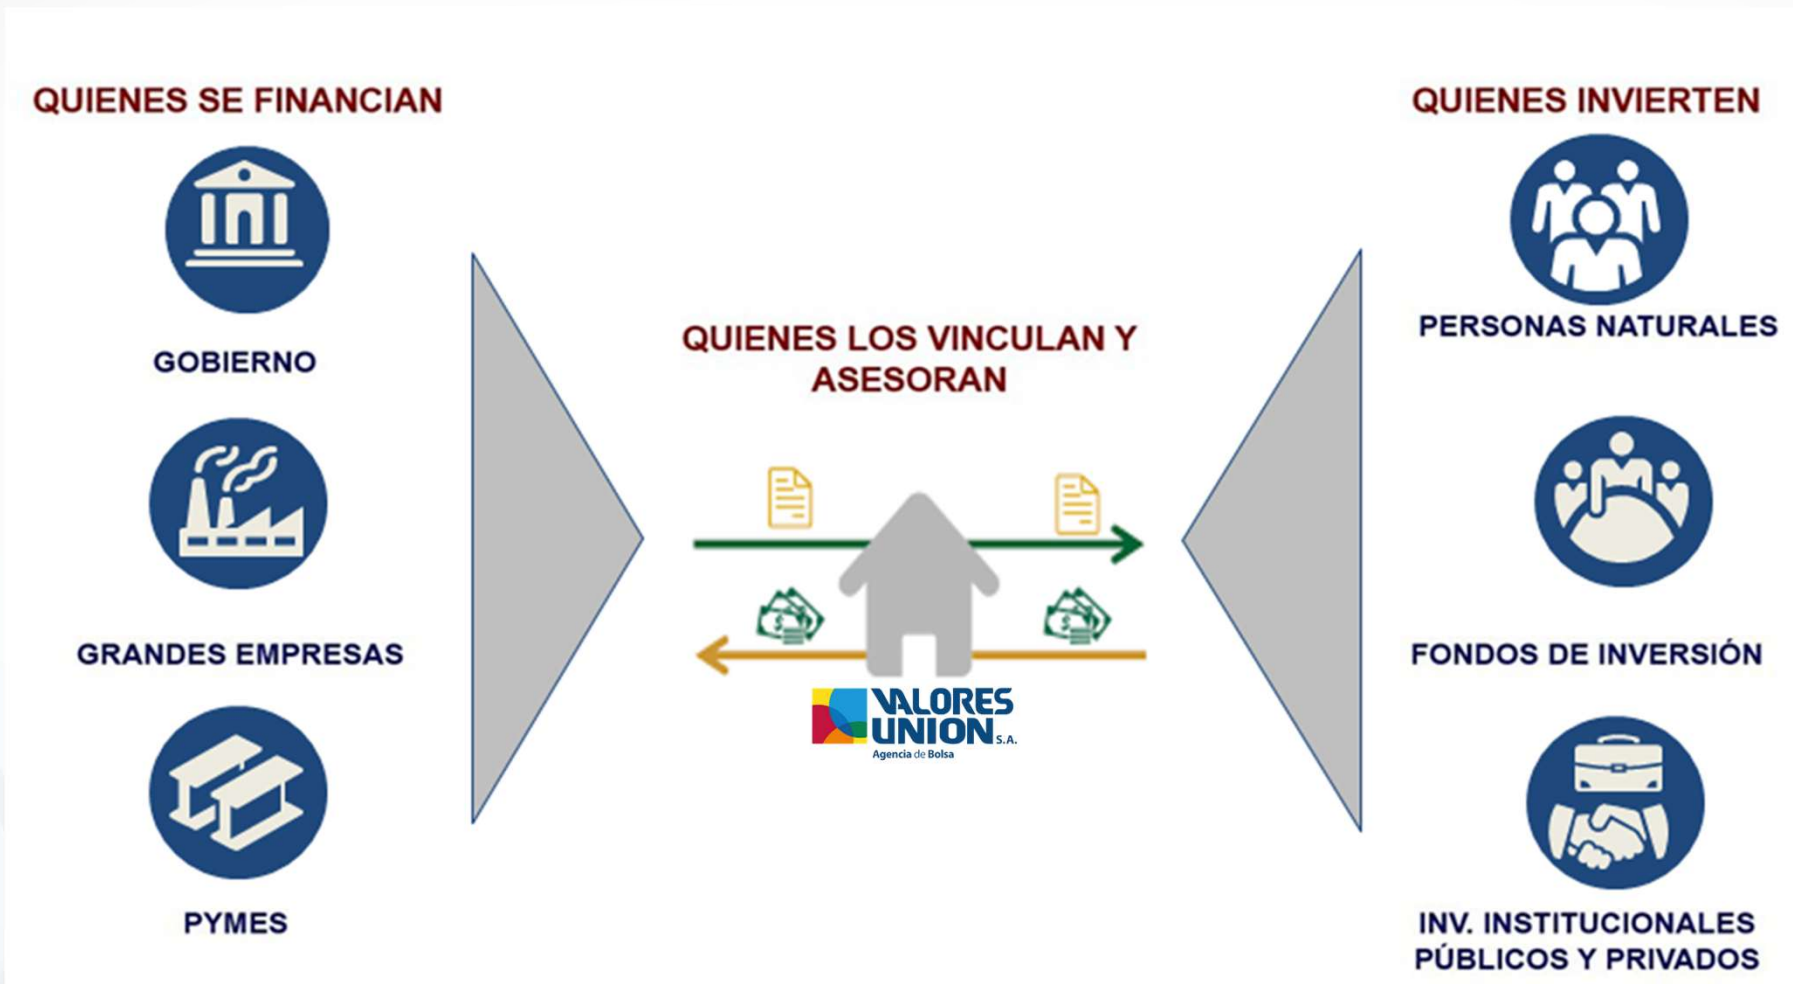 QUIENES SE FINANCIAN
GOBIERNO
GRANDES EMPRESAS
PYMES
QUIENES LOS VINCULAN Y
ASESORAN
VALORES
UNION S.A.
Agencia de Bolsa
QUIENES INVIERTEN
PERSONAS NATURALES
FONDOS DE INVERSIÓN
INV. INSTITUCIONALES
PÚBLICOS Y PRIVADOS